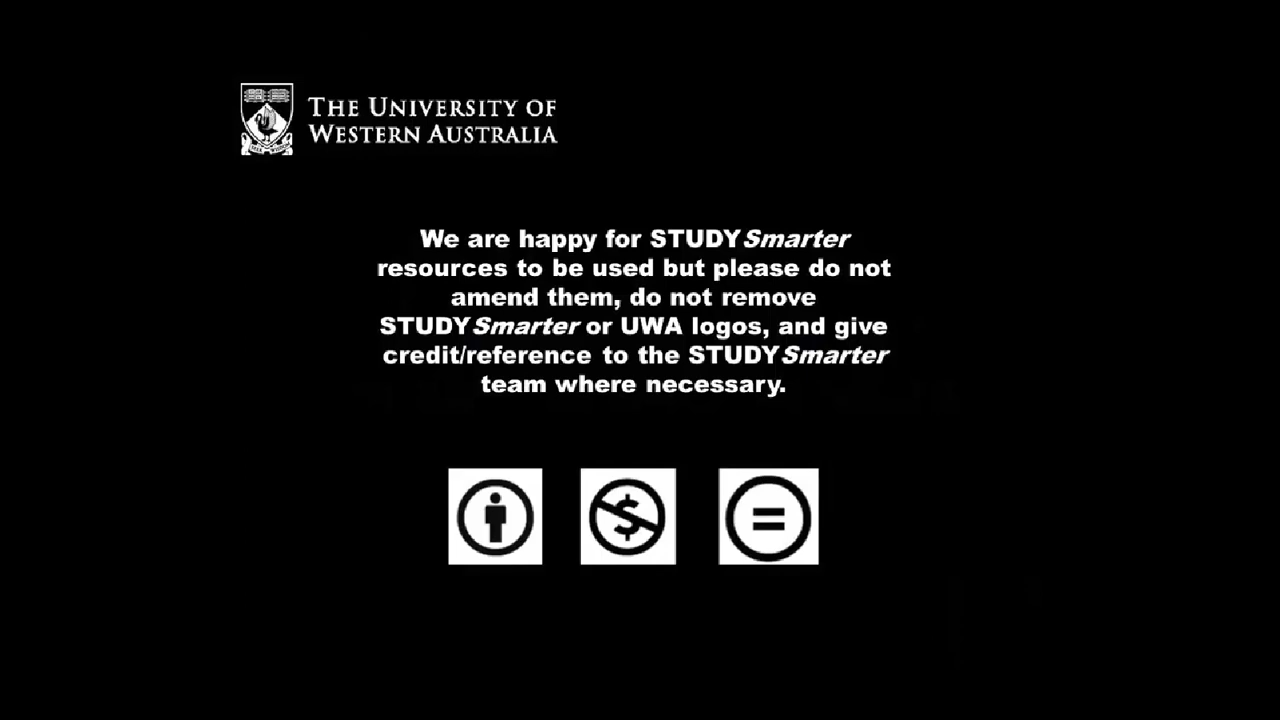 THE UNIVERSITY OF
WESTERN AUSTRALIA
We are happy for STUDYSmarter
resources to be used but please do not
amend them, do not remove
STUDYSmarter or UWA logos, and give
credit/reference to the STUDYSmarter
team where necessary.
$
=